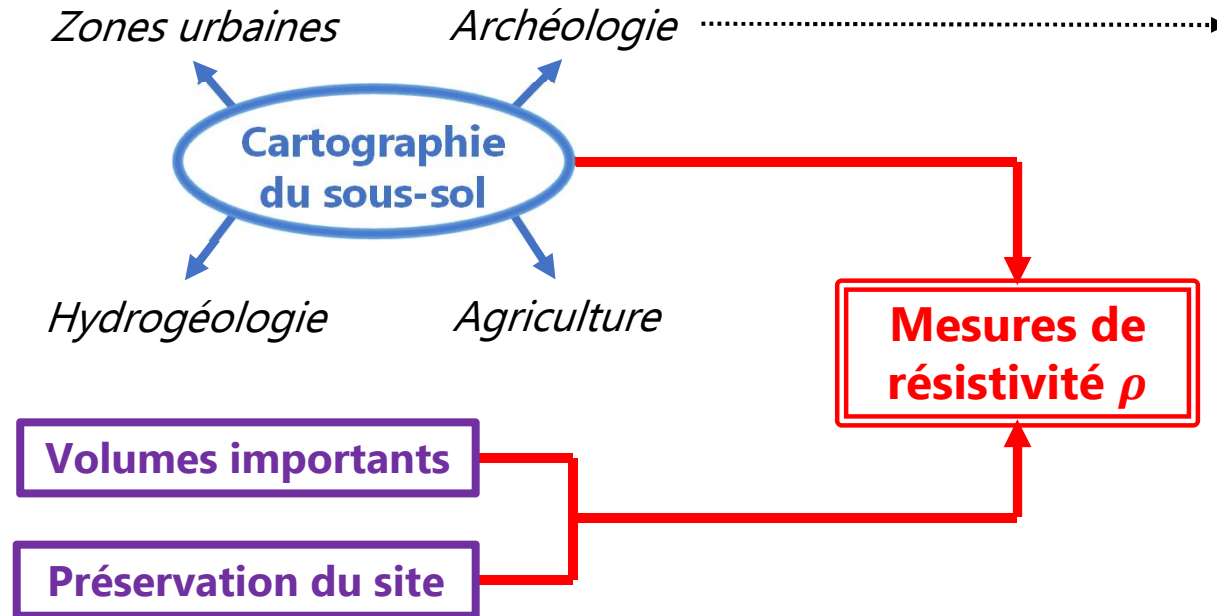 Zones urbaines
Archéologie
Cartographie
du sous-sol
Hydrogéologie
Agriculture
Mesures de
résistivité ρ
Volumes importants
Préservation du site